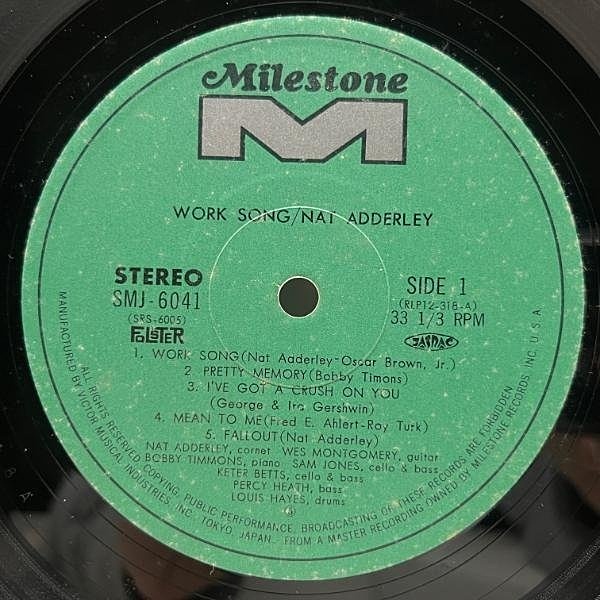 Milestone
M
WORK SONG/NAT ADDERLEY
STEREO
SMJ-6041
(SRS-6005)
FOLSTER
SIDE 1
(RLP12-318-A)
33 1/3 RPM
JASRAC
1. WORK SONG(Nat Aadderley-Oscar Brown, Jr.)
2. PRETTY MEMORY(Bobby Timons)
3. I'VE GOT A CRUSH ON YOU
(George & Ira Gershwin)
4. MEAN TO ME(Fred E. Ahlert-Roy Turk)
5. FALLOUT(Nat Adderley)
NAT ADDERLEY, cornet WES MONTGOMERY, guitar
BOBBY TIMMONS, piano SAM JONES, cello & bass
KETER BETTS, cello & bass
PERCY HEATH, bass
LOUIS HAYES, drums
MANUFACTURED BY VICTOR MUSICAL INDUSTRIES, INC. TOKYO, JAPAN—FROM A MASTER RECORDING OWNED BY MILESTONE RECORDS, INC. U.S.A.
ALL RIGHTS RESERVED COPYING, PUBLIC PERFORMANCE, BROADCASTING OF THESE RECORDS ARE FORBIDDEN